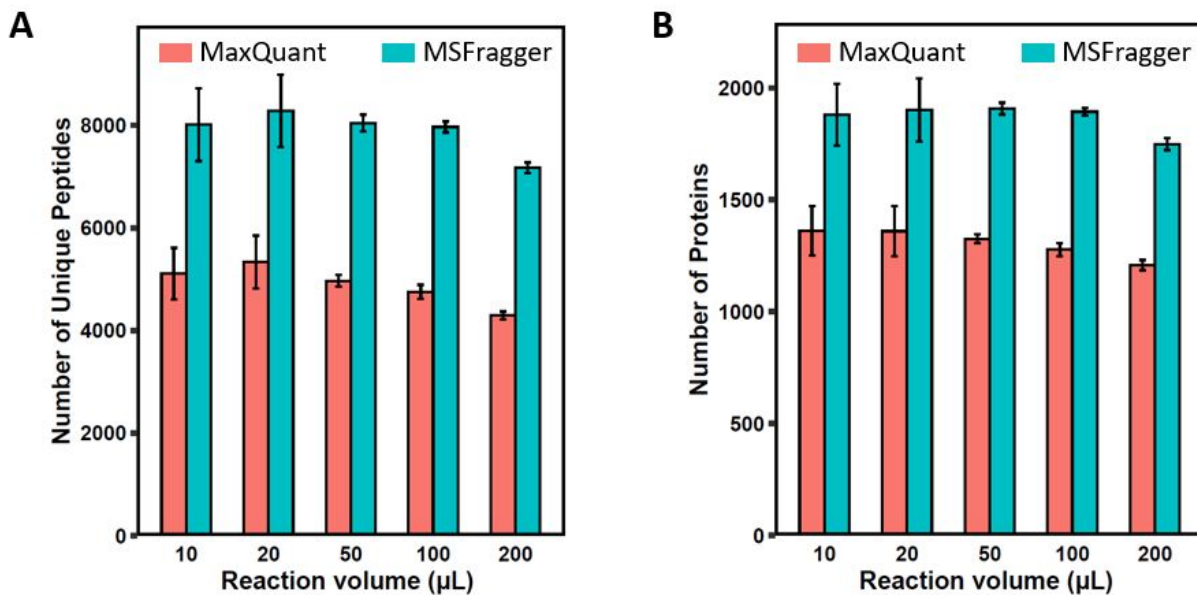 A
MaxQuant MSFragger
Number of Unique Peptides
8000
6000
4000
2000
0
10 20 50 100 200
Reaction volume (µL)
B
MaxQuant MSFragger
Number of Proteins
2000
1500
1000
500
0
10 20 50 100 200
Reaction volume (µL)